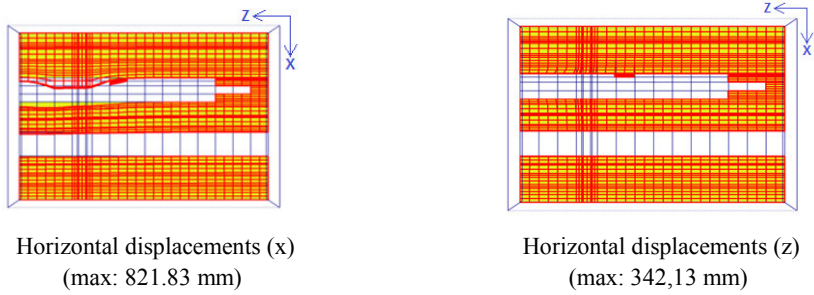 Z
X
Z
X
Horizontal displacements (x)
(max: 821.83 mm)
Horizontal displacements (z)
(max: 342,13 mm)